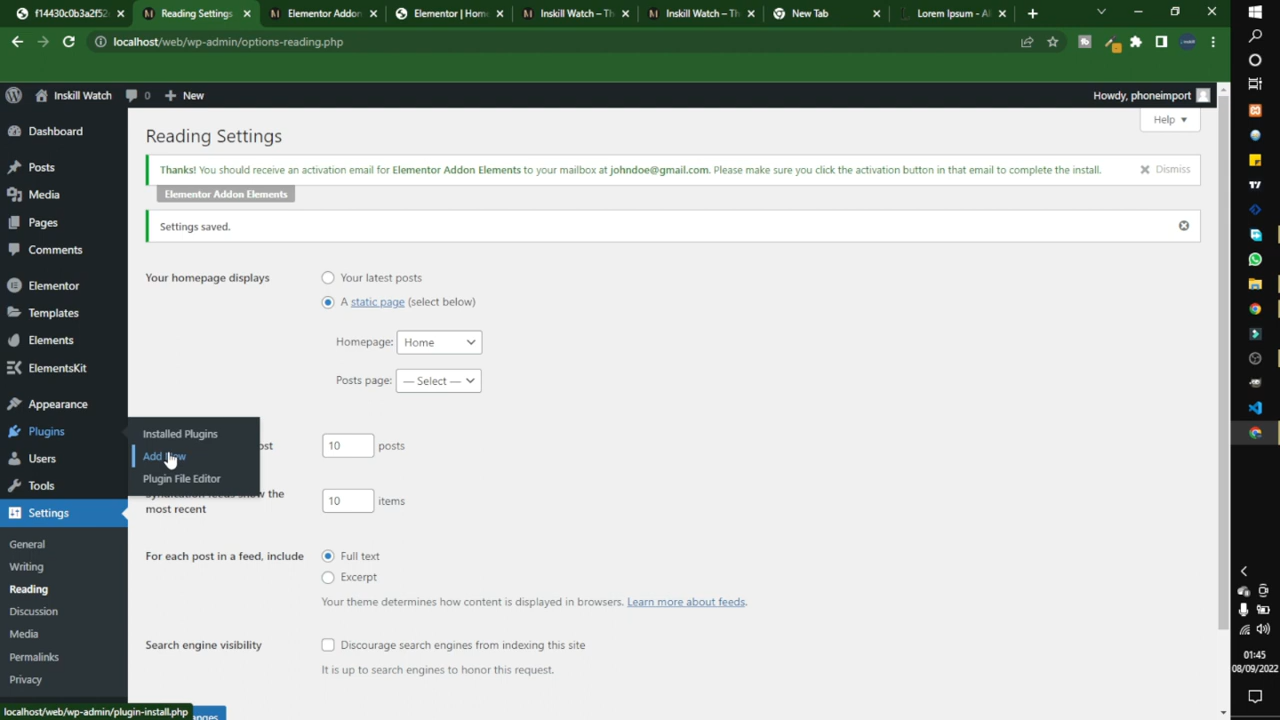 f14430c0b3a2f52
Reading Settings
Elementor Addon
Elementor | Hom
Inskill Watch – Th
Inskill Watch – Th
New Tab
Lorem Ipsum - Al
localhost/web/wp-admin/options-reading.php
Inskill Watch
0
New
Howdy, phoneimport
Dashboard
Posts
Media
Pages
Comments
Elementor
Templates
Elements
ElementsKit
Appearance
Plugins
Users
Tools
Settings
General
Writing
Reading
Discussion
Media
Permalinks
Privacy
Installed Plugins
Add New
Plugin File Editor
Help
Reading Settings
Thanks! You should receive an activation email for Elementor Addon Elements to your mailbox at johndoe@gmail.com. Please make sure you click the activation button in that email to complete the install.
Dismiss
Elementor Addon Elements
Settings saved.
Your homepage displays
Your latest posts
A static page (select below)
Homepage: Home
Posts page: — Select —
10 posts
the
most recent
10 items
For each post in a feed, include
Full text
Excerpt
Your theme determines how content is displayed in browsers. Learn more about feeds.
Search engine visibility
Discourage search engines from indexing this site
It is up to search engines to honor this request.
localhost/web/wp-admin/plugin-install.php
01:45
08/09/2022